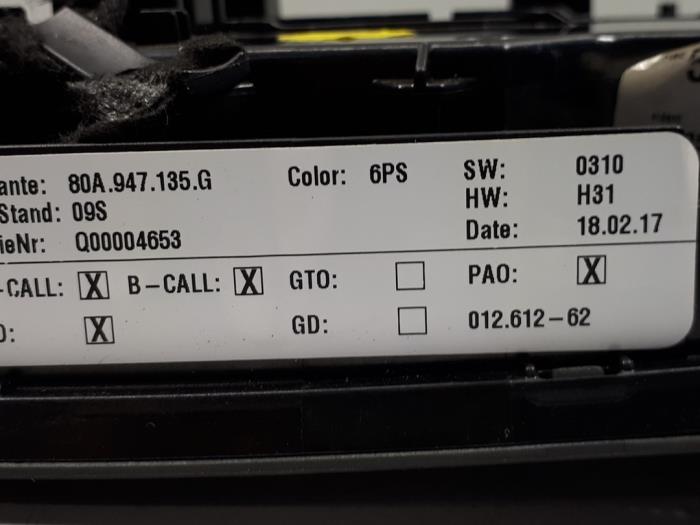 ante: 80A.947.135.G Color: 6PS SW: 0310
Stand: 09S HW: H31
ieNr: Q00004653 Date: 18.02.17
-CALL: X B-CALL: X GTO: PAO: X
O: X GD: 012.612-62